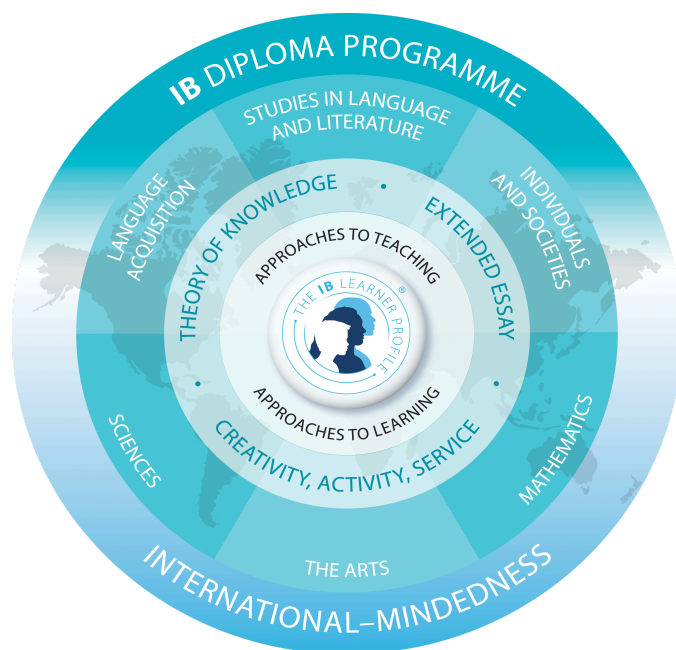 IB DIPLOMA PROGRAMME
STUDIES IN LANGUAGE
AND LITERATURE
LANGUAGE
ACQUISITION
INDIVIDUALS
AND SOCIETIES
THEORY OF KNOWLEDGE
•
EXTENDED ESSAY
APPROACHES TO TEACHING
• THE IB LEARNER PROFILE •
®
APPROACHES TO LEARNING
•
CREATIVITY, ACTIVITY, SERVICE
•
SCIENCES
MATHEMATICS
THE ARTS
INTERNATIONAL–MINDEDNESS